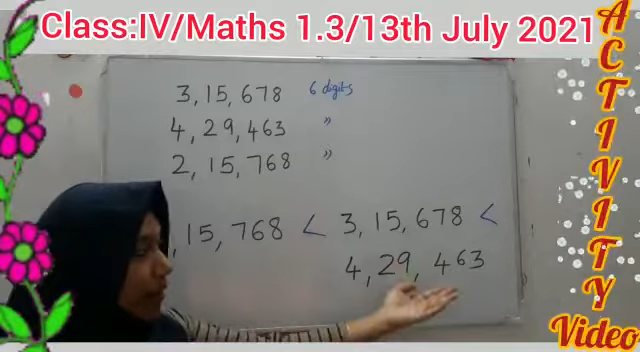 Class:IV/Maths 1.3/13th July 2021
3,15,678 6 digits
4,29,463 "
2,15,768 "
,15,768 < 3,15,678 <
4,29,463
ACTIVITY
Video